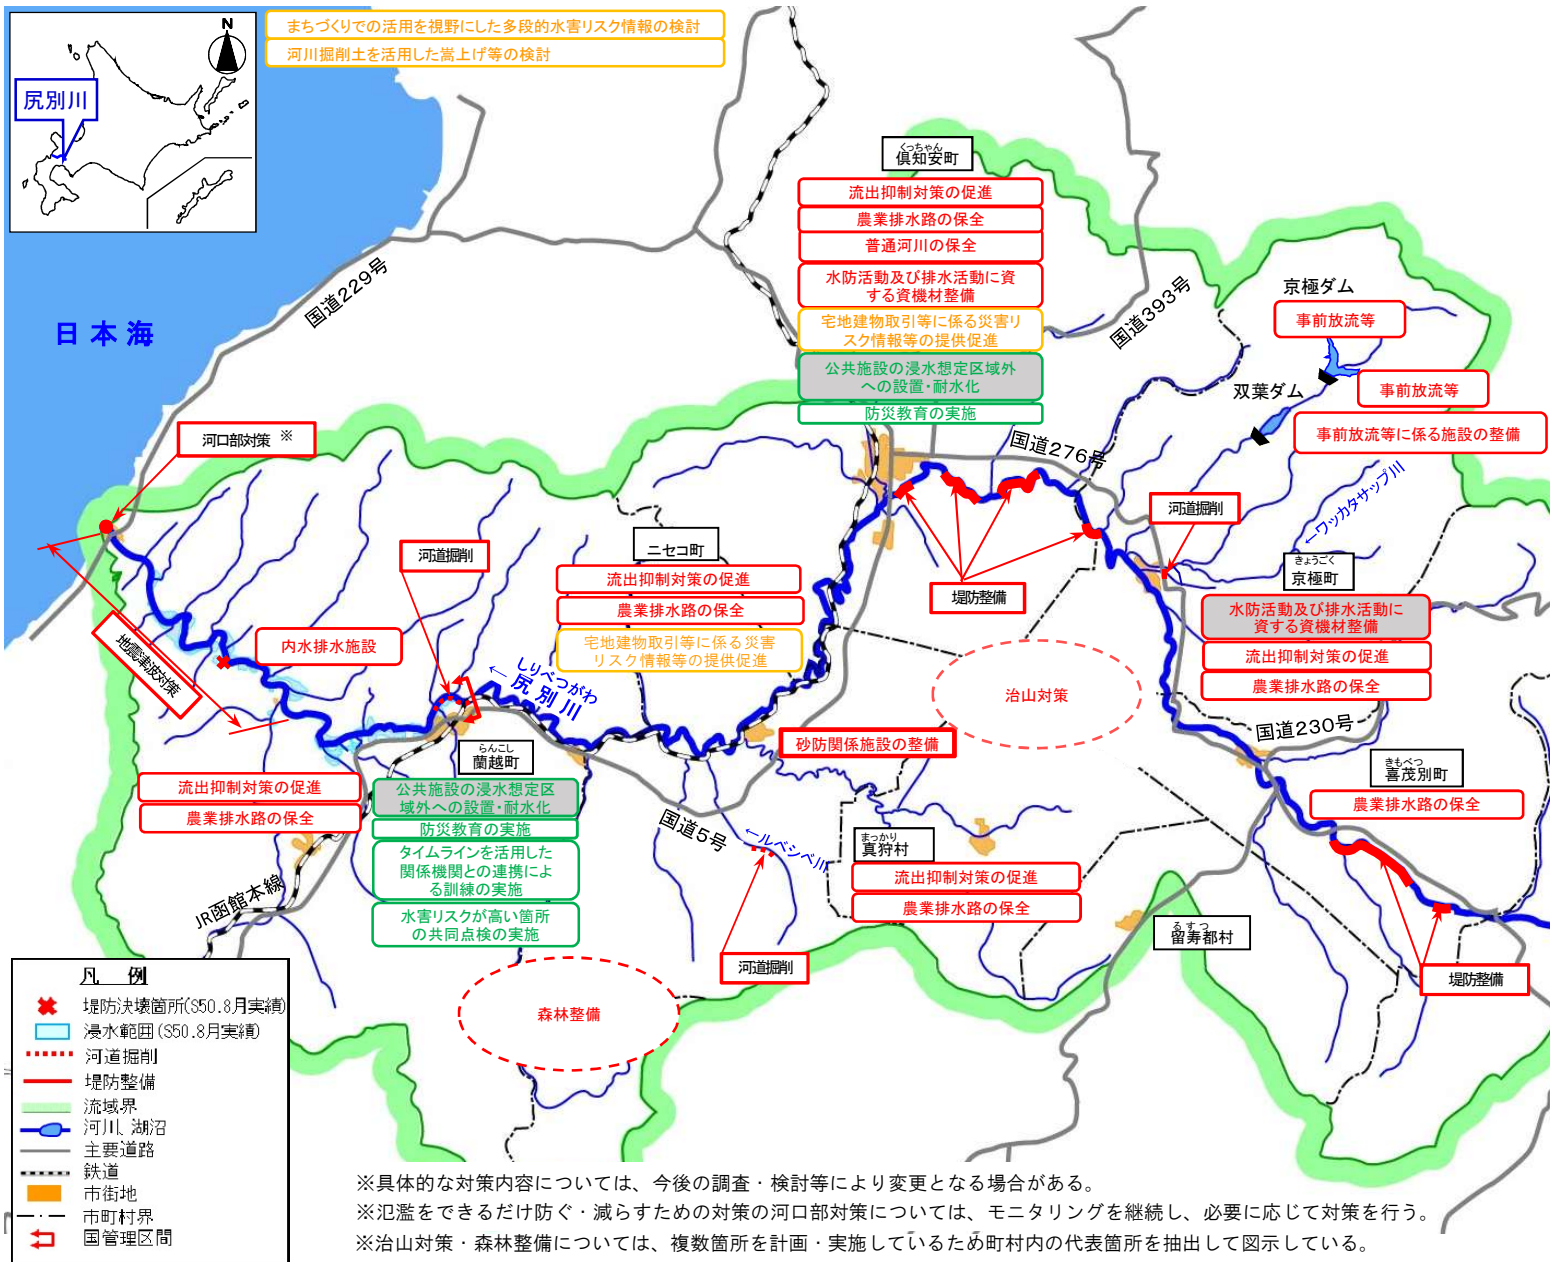 まちづくりでの活用を視野にした多段的水害リスク情報の検討
河川掘削土を活用した嵩上げ等の検討
N
尻別川
日本海
国道229号
くっちゃん
倶知安町
流出抑制対策の促進
農業排水路の保全
普通河川の保全
水防活動及び排水活動に資
する資機材整備
宅地建物取引等に係る災害リ
スク情報等の提供促進
公共施設の浸水想定区域外
への設置・耐水化
防災教育の実施
国道393号
京極ダム
事前放流等
事前放流等
双葉ダム
事前放流等に係る施設の整備
国道276号
←ワッカタサップ川
河道掘削
きょうごく
京極町
水防活動及び排水活動に
資する資機材整備
流出抑制対策の促進
農業排水路の保全
河口部対策 ※
河道掘削
ニセコ町
流出抑制対策の促進
農業排水路の保全
宅地建物取引等に係る災害
リスク情報等の提供促進
堤防整備
地震津波対策
内水排水施設
しりべつがわ
←尻別川
治山対策
砂防関係施設の整備
国道230号
きもべつ
喜茂別町
農業排水路の保全
らんこし
蘭越町
流出抑制対策の促進
農業排水路の保全
公共施設の浸水想定区
域外への設置・耐水化
防災教育の実施
タイムラインを活用した
関係機関との連携によ
る訓練の実施
水害リスクが高い箇所
の共同点検の実施
国道5号
←ルベシベ川
まっかり
真狩村
流出抑制対策の促進
農業排水路の保全
JR函館本線
るすつ
留寿都村
河道掘削
堤防整備
森林整備
凡 例
堤防決壊箇所(S50.8月実績)
浸水範囲(S50.8月実績)
河道掘削
堤防整備
流域界
河川、湖沼
主要道路
鉄道
市街地
市町村界
国管理区間
※具体的な対策内容については、今後の調査・検討等により変更となる場合がある。
※氾濫をできるだけ防ぐ・減らすための対策の河口部対策については、モニタリングを継続し、必要に応じて対策を行う。
※治山対策・森林整備については、複数箇所を計画・実施しているため町村内の代表箇所を抽出して図示している。